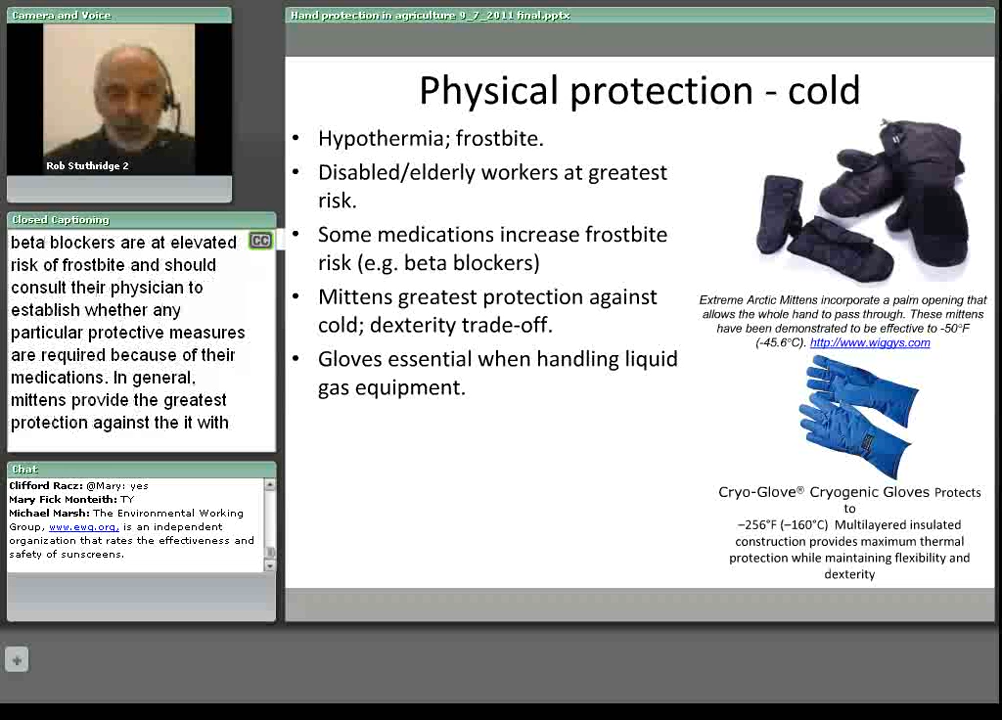 Camera and Voice
Rob Stuthridge 2
Closed Captioning
beta blockers are at elevated
risk of frostbite and should
consult their physician to
establish whether any
particular protective measures
are required because of their
medications. In general,
mittens provide the greatest
protection against the it with
CC
Chat
Clifford Racz: @Mary: yes
Mary Fick Monteith: TY
Michael Marsh: The Environmental Working
Group, www.ewg.org, is an independent
organization that rates the effectiveness and
safety of sunscreens.
Hand protection in agriculture 9_7_2011 final.pptx
Physical protection - cold
• Hypothermia; frostbite.
• Disabled/elderly workers at greatest
risk.
• Some medications increase frostbite
risk (e.g. beta blockers)
• Mittens greatest protection against
cold; dexterity trade-off.
• Gloves essential when handling liquid
gas equipment.
Extreme Arctic Mittens incorporate a palm opening that
allows the whole hand to pass through. These mittens
have been demonstrated to be effective to -50°F
(-45.6°C). http://www.wiggys.com
Cryo-Glove® Cryogenic Gloves Protects
to
–256°F (–160°C) Multilayered insulated
construction provides maximum thermal
protection while maintaining flexibility and
dexterity